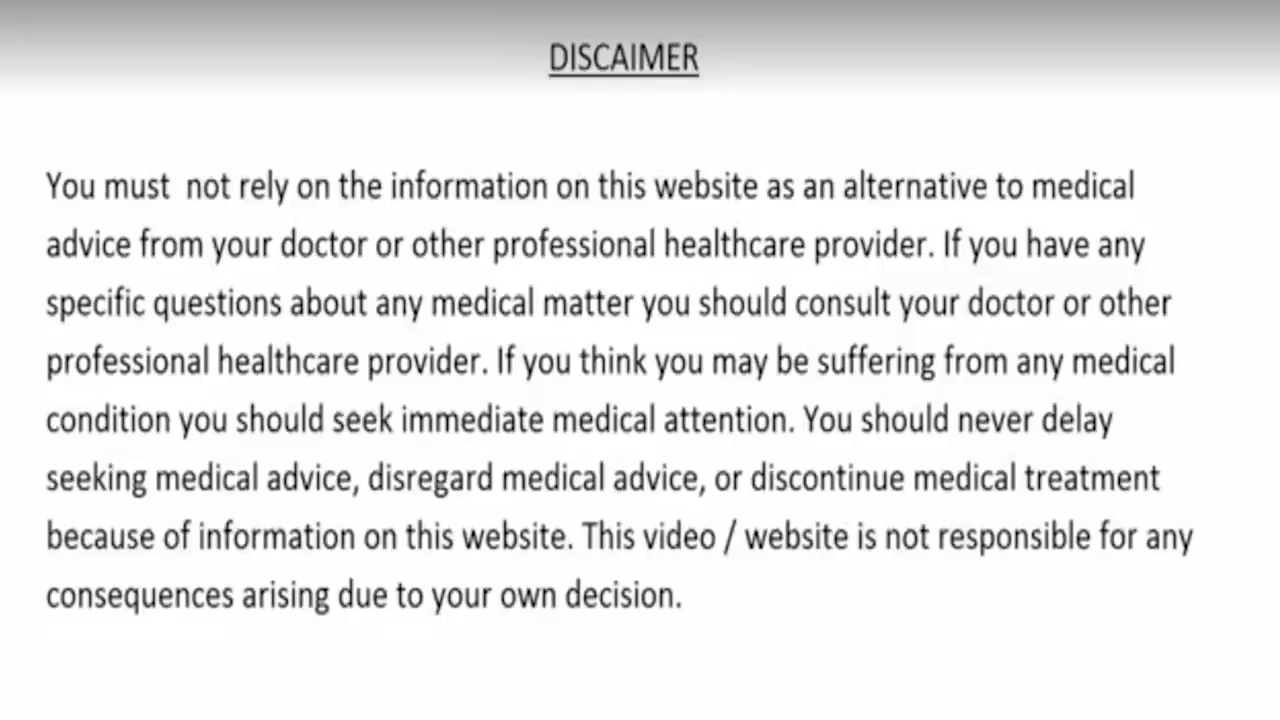 DISCAIMER
You must  not rely on the information on this website as an alternative to medical
advice from your doctor or other professional healthcare provider. If you have any
specific questions about any medical matter you should consult your doctor or other
professional healthcare provider. If you think you may be suffering from any medical
condition you should seek immediate medical attention. You should never delay
seeking medical advice, disregard medical advice, or discontinue medical treatment
because of information on this website. This video / website is not responsible for any
consequences arising due to your own decision.